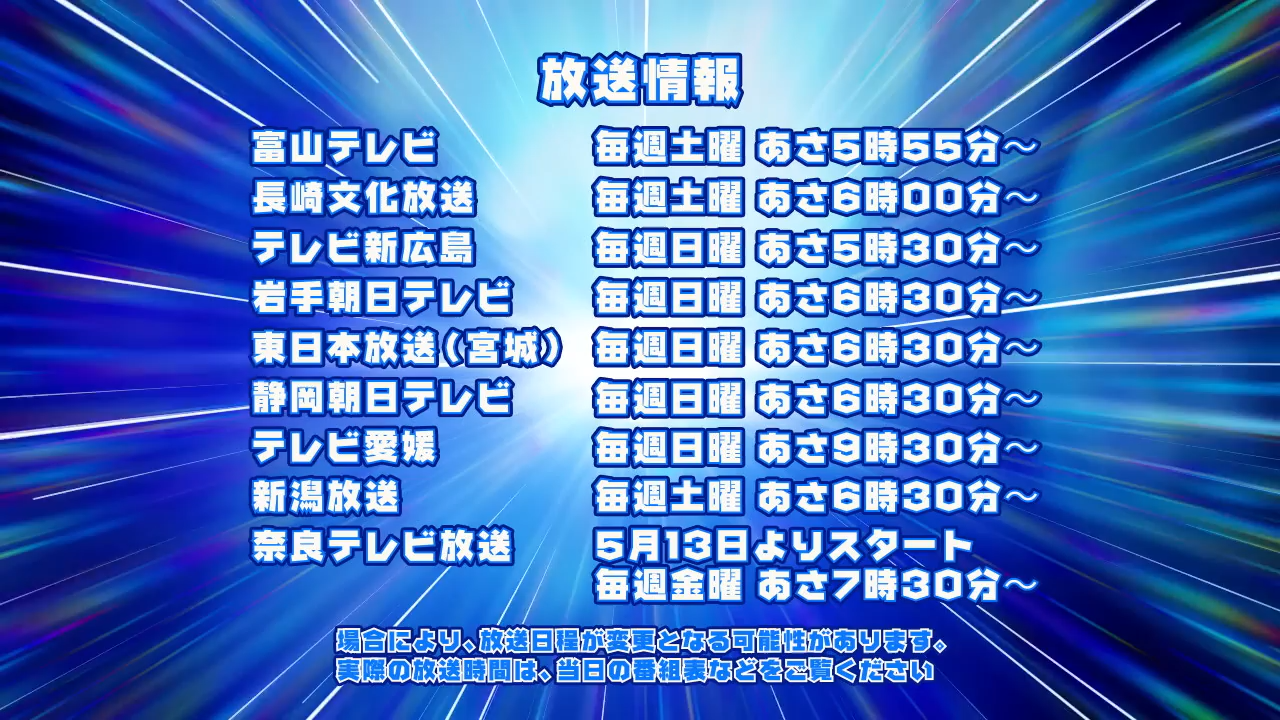 放送情報
富山テレビ 毎週土曜 あさ5時55分～
長崎文化放送 毎週土曜 あさ6時00分～
テレビ新広島 毎週日曜 あさ5時30分～
岩手朝日テレビ 毎週日曜 あさ6時30分～
東日本放送(宮城) 毎週日曜 あさ6時30分～
静岡朝日テレビ 毎週日曜 あさ6時30分～
テレビ愛媛 毎週日曜 あさ9時30分～
新潟放送 毎週土曜 あさ6時30分～
奈良テレビ放送 5月13日よりスタート
毎週金曜 あさ7時30分～
場合により、放送日程が変更となる可能性があります。
実際の放送時間は、当日の番組表などをご覧ください